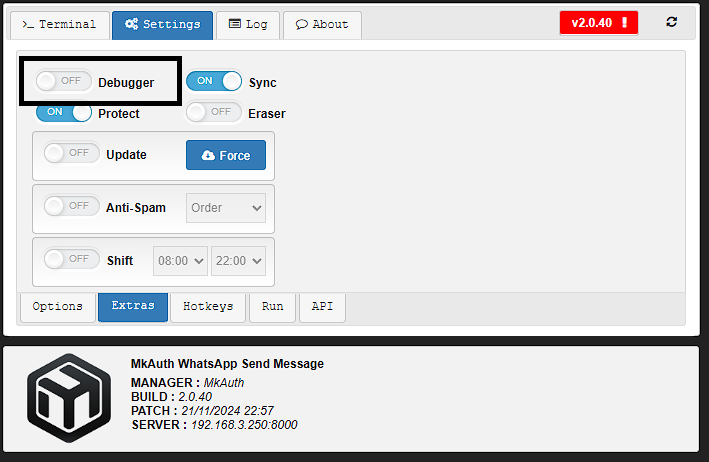 >_ Terminal Settings Log About v2.0.40 !
OFF Debugger ON Sync
ON Protect OFF Eraser
OFF Update Force
OFF Anti-Spam Order
OFF Shift 08:00 22:00
Options Extras Hotkeys Run API
MkAuth WhatsApp Send Message
MANAGER : MkAuth
BUILD : 2.0.40
PATCH : 21/11/2024 22:57
SERVER : 192.168.3.250:8000